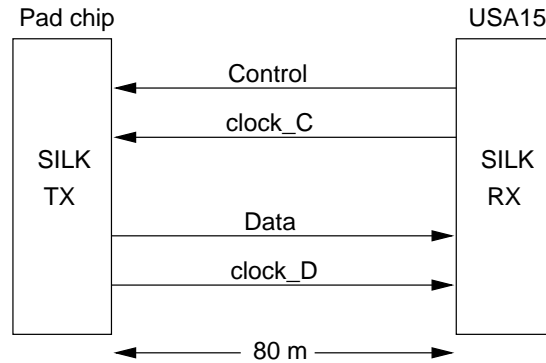 Pad chip
USA15
Control
clock_C
SILK
TX
SILK
RX
Data
clock_D
80 m